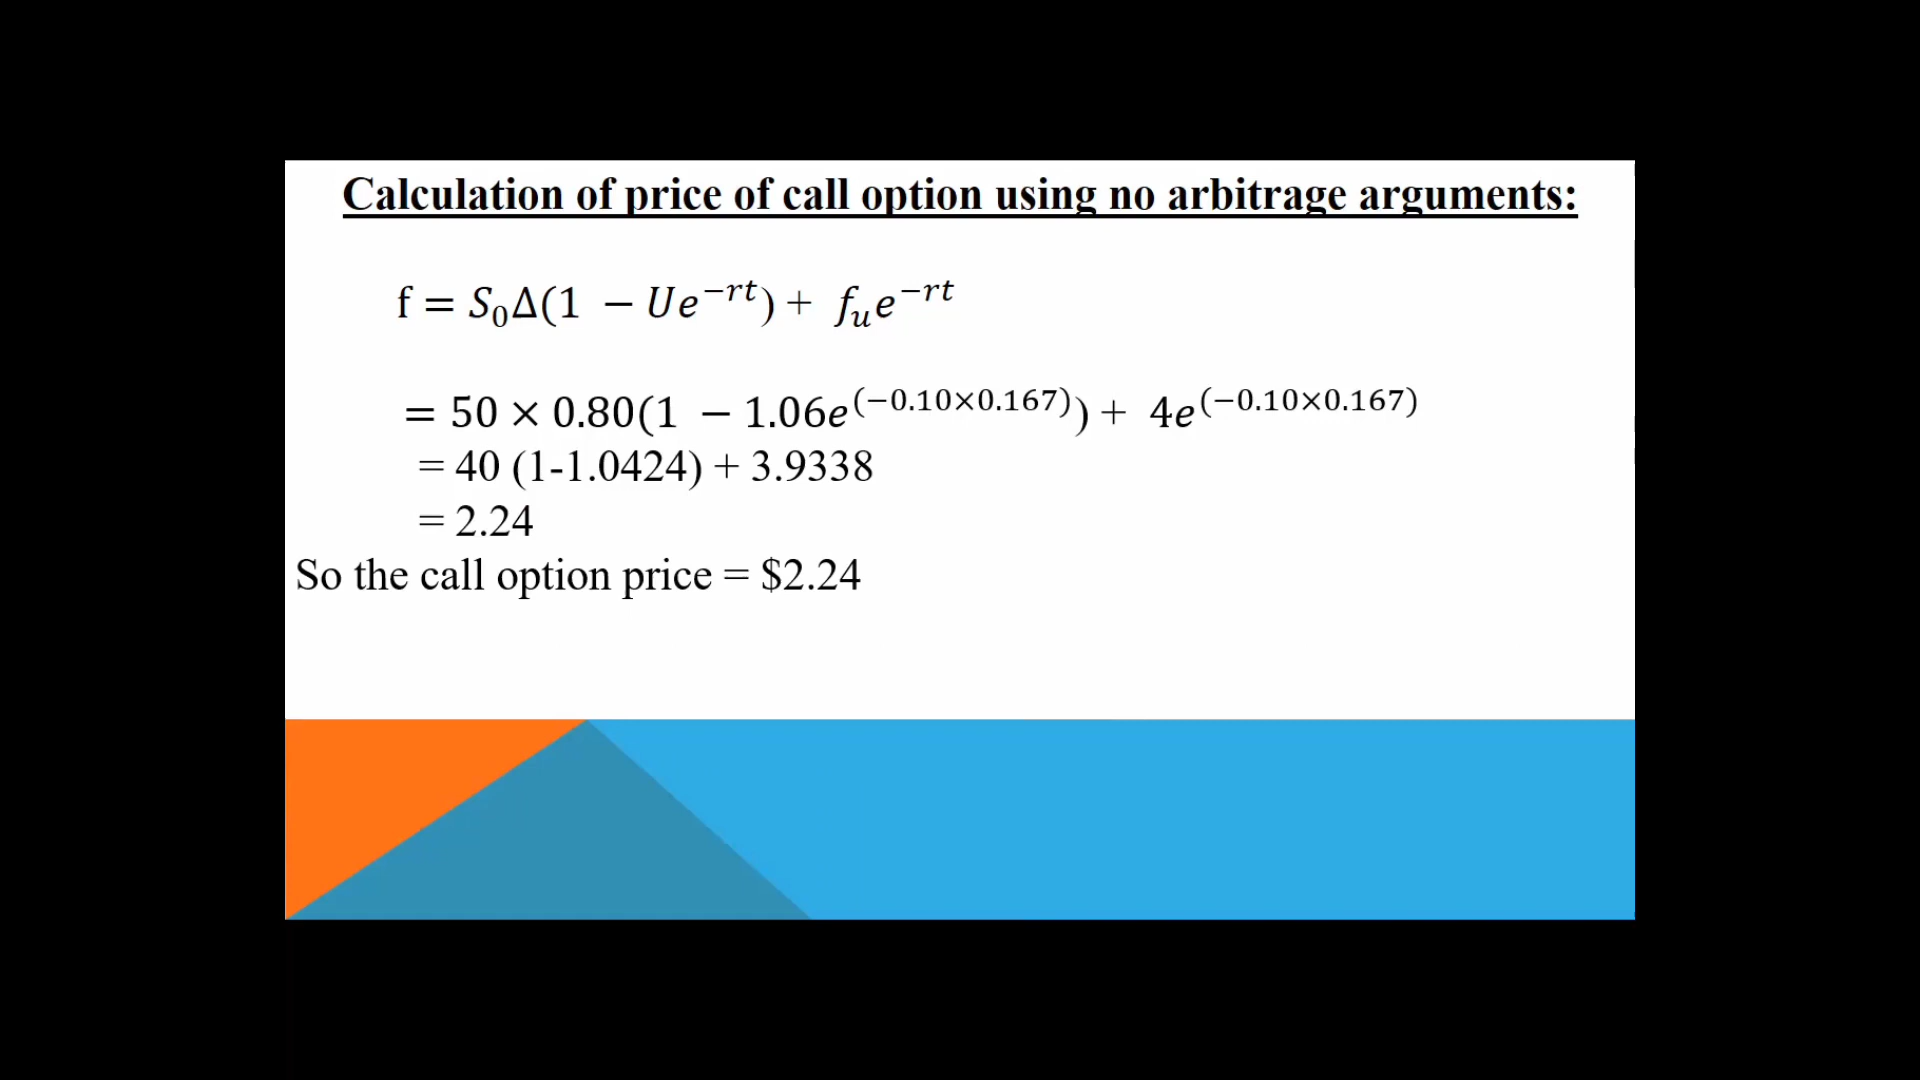 Calculation of price of call option using no arbitrage arguments:
f = S₀Δ(1 − Ue^{−rt}) + f_u e^{−rt}
= 50 × 0.80(1 − 1.06e^{(−0.10×0.167)}) + 4e^{(−0.10×0.167)}
= 40 (1-1.0424) + 3.9338
= 2.24
So the call option price = $2.24